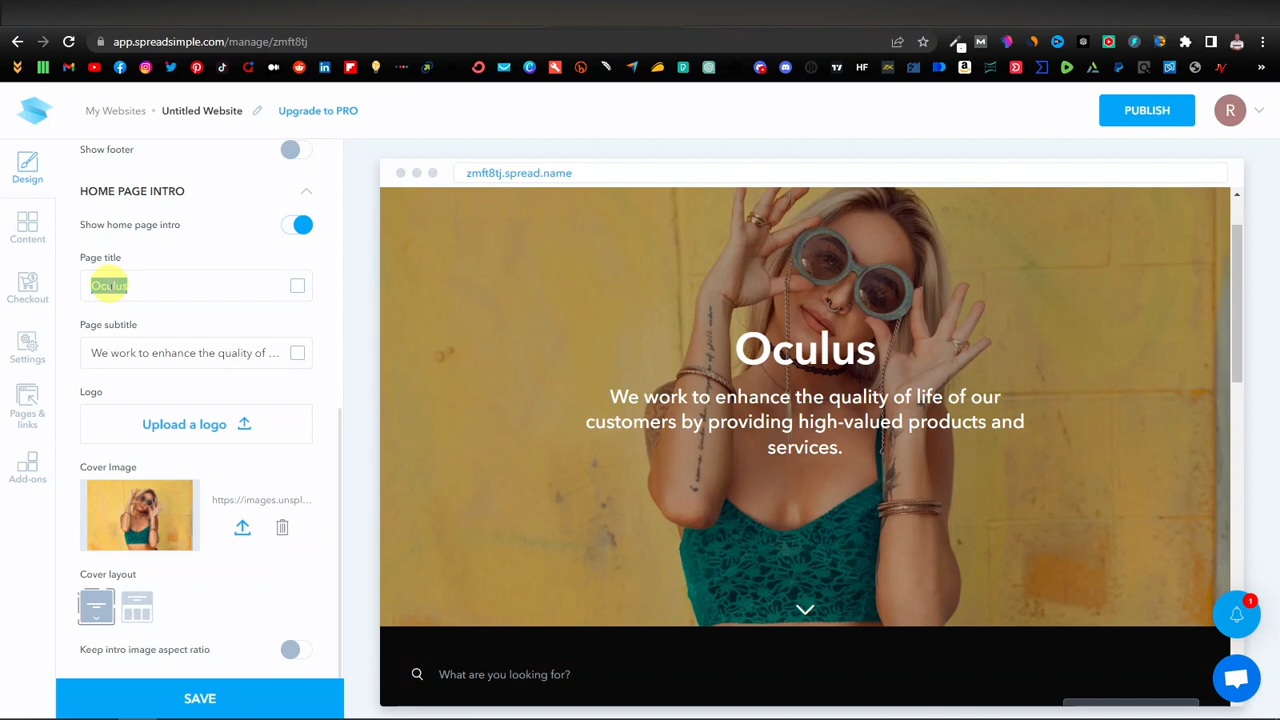 app.spreadsimple.com/manage/zmft8tj
HF
My Websites • Untitled Website
Upgrade to PRO
PUBLISH
R
Design
Content
Checkout
Settings
Pages &
links
Add-ons
Show footer
HOME PAGE INTRO
Show home page intro
Page title
Oculus
Page subtitle
We work to enhance the quality of ...
Logo
Upload a logo
Cover Image
https://images.unspl...
Cover layout
Keep intro image aspect ratio
SAVE
zmft8tj.spread.name
Oculus
We work to enhance the quality of life of our
customers by providing high-valued products and
services.
What are you looking for?
1